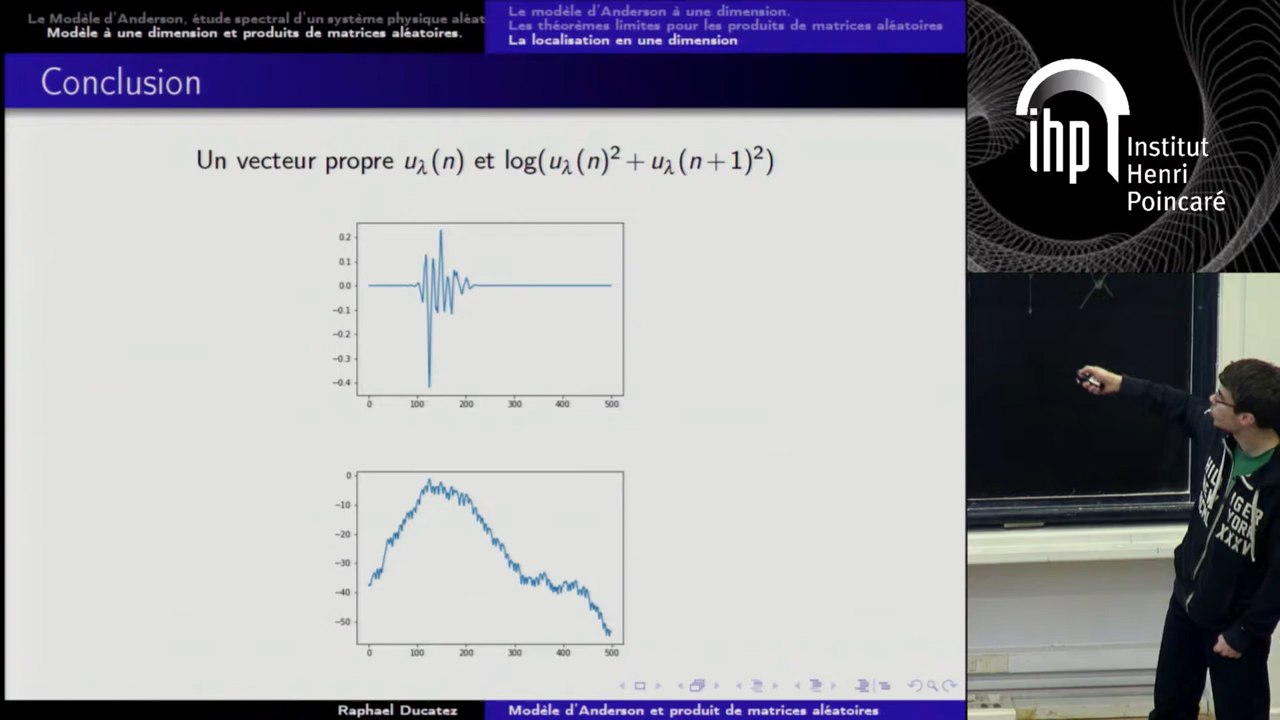 Le Modèle d'Anderson, étude spectral d'un système physique aléat
Modèle à une dimension et produits de matrices aléatoires.
Le modèle d'Anderson à une dimension.
Les théorèmes limites pour les produits de matrices aléatoires
La localisation en une dimension
Conclusion
Un vecteur propre u_λ(n) et log(u_λ(n)² + u_λ(n+1)²)
0.2
0.1
0.0
−0.1
−0.2
−0.3
−0.4
0 100 200 300 400 500
0
−10
−20
−30
−40
−50
0 100 200 300 400 500
Raphael Ducatez
Modèle d'Anderson et produit de matrices aléatoires
ihp
Institut
Henri
Poincaré
XXXV